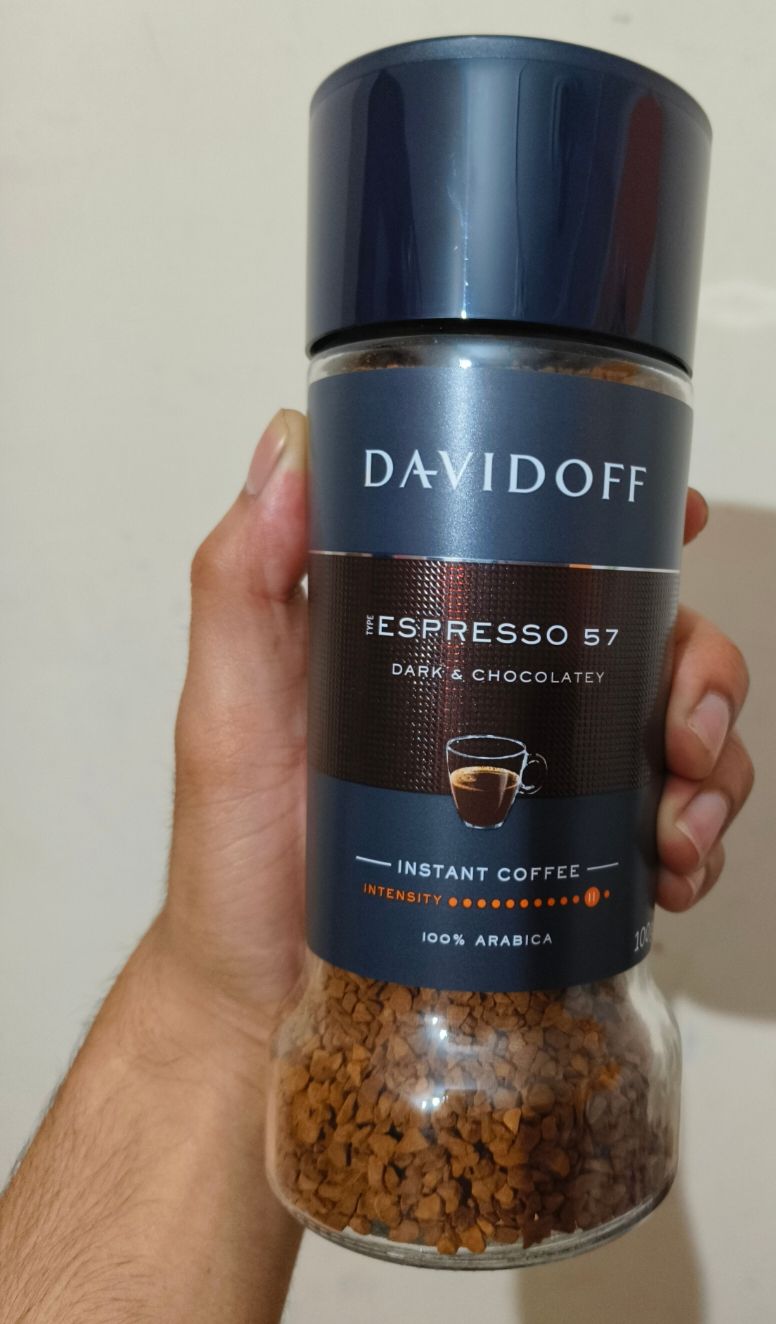 DAVIDOFF
TYPE ESPRESSO 57
DARK & CHOCOLATEY
INSTANT COFFEE
INTENSITY 11
100% ARABICA